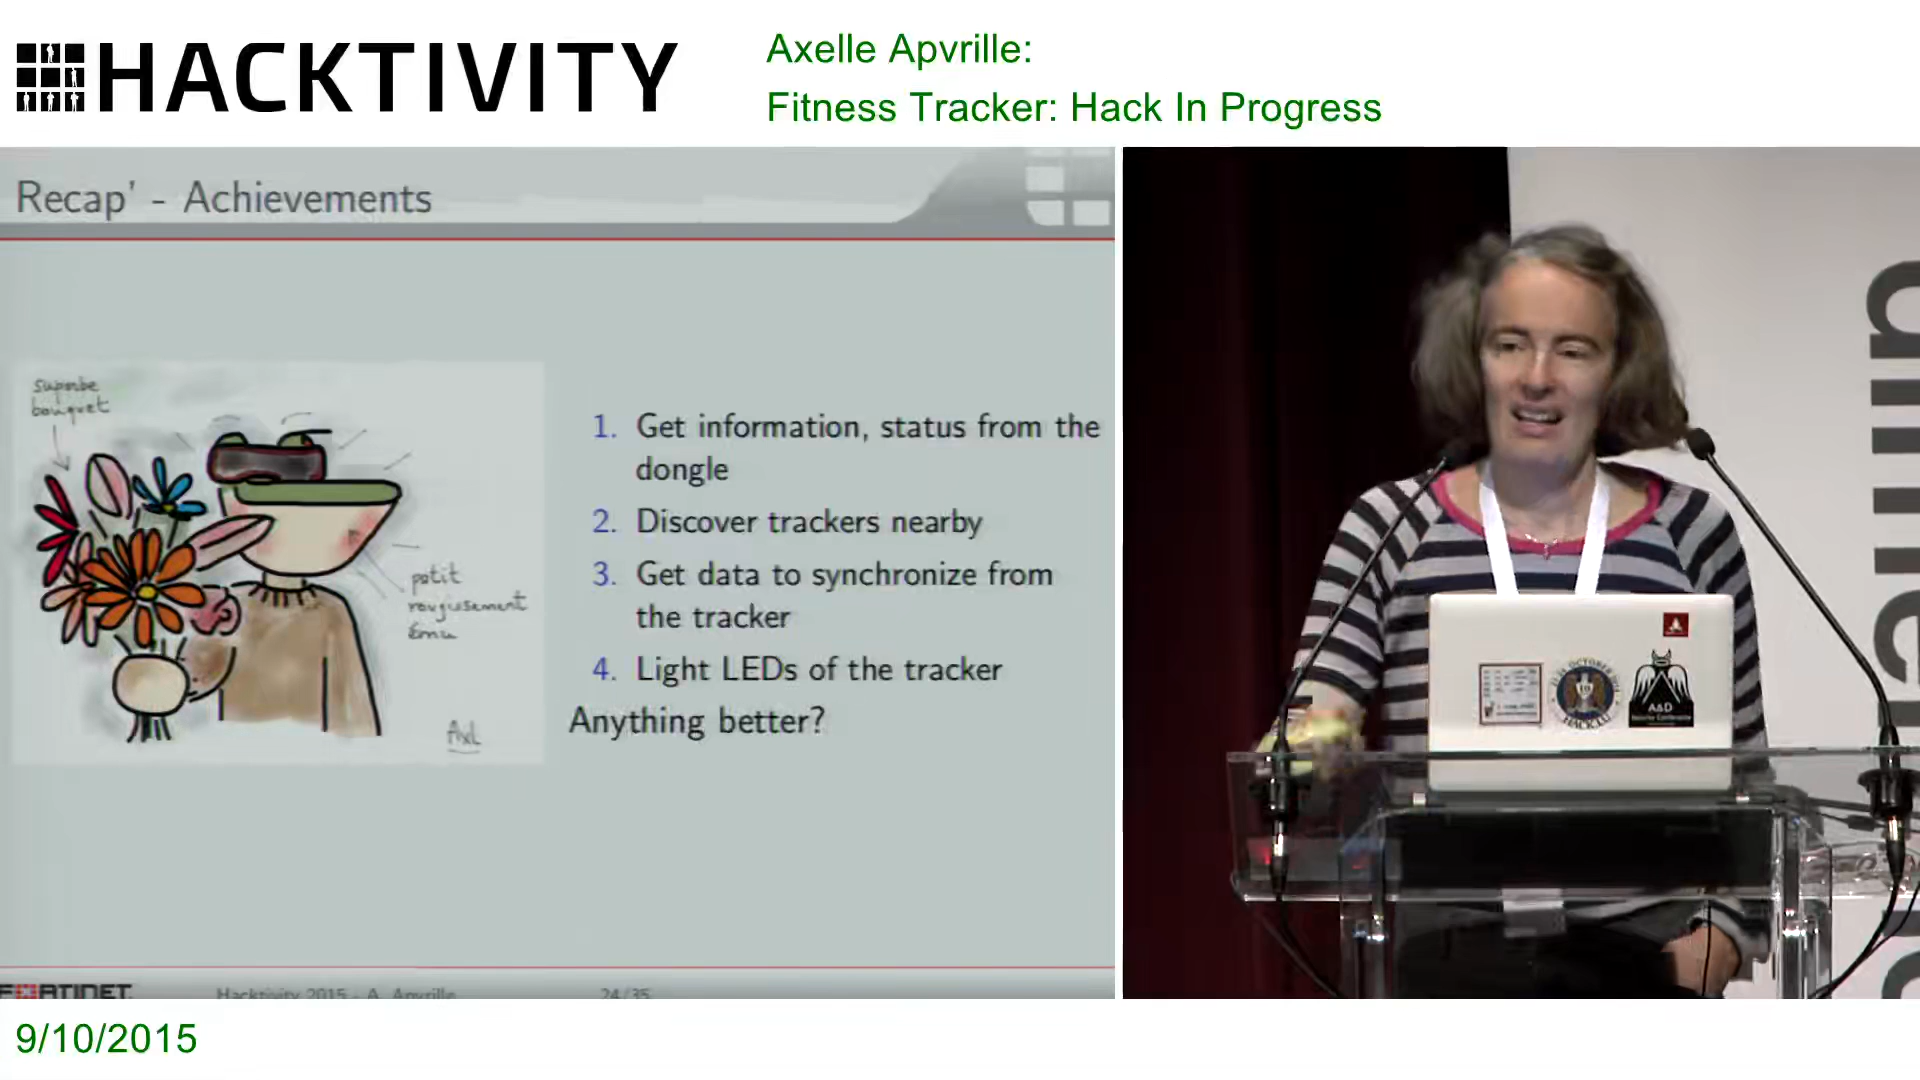 HACKTIVITY
Axelle Apvrille:
Fitness Tracker: Hack In Progress
Recap' - Achievements
superbe
bouquet
petit
rougissement
ému
Axl
1. Get information, status from the
dongle
2. Discover trackers nearby
3. Get data to synchronize from
the tracker
4. Light LEDs of the tracker
Anything better?
FORTINET
Hacktivity 2015 - A. Apvrille
24/35
A&D
HACK.LU
9/10/2015